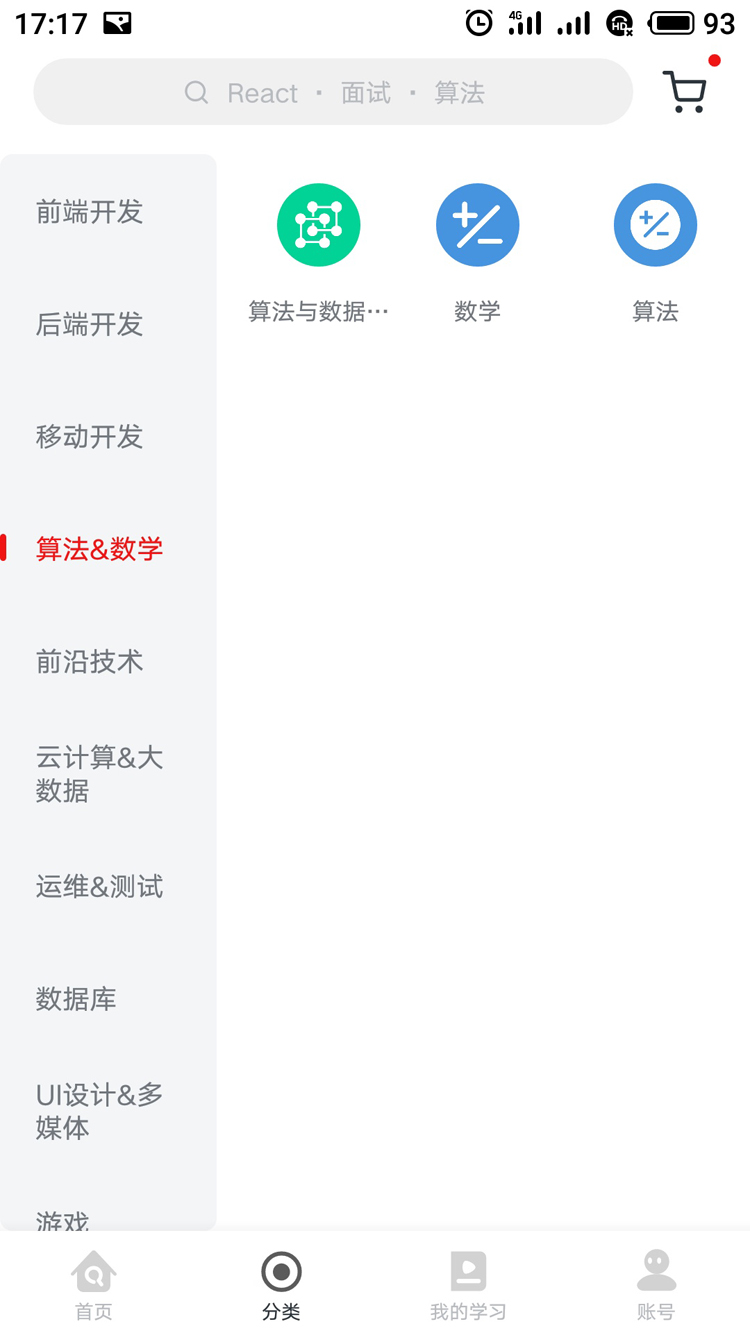 17:17
4G
HD
93
React · 面试 · 算法
前端开发
后端开发
移动开发
算法&数学
前沿技术
云计算&大
数据
运维&测试
数据库
UI设计&多
媒体
游戏
算法与数据…
数学
算法
首页
分类
我的学习
账号